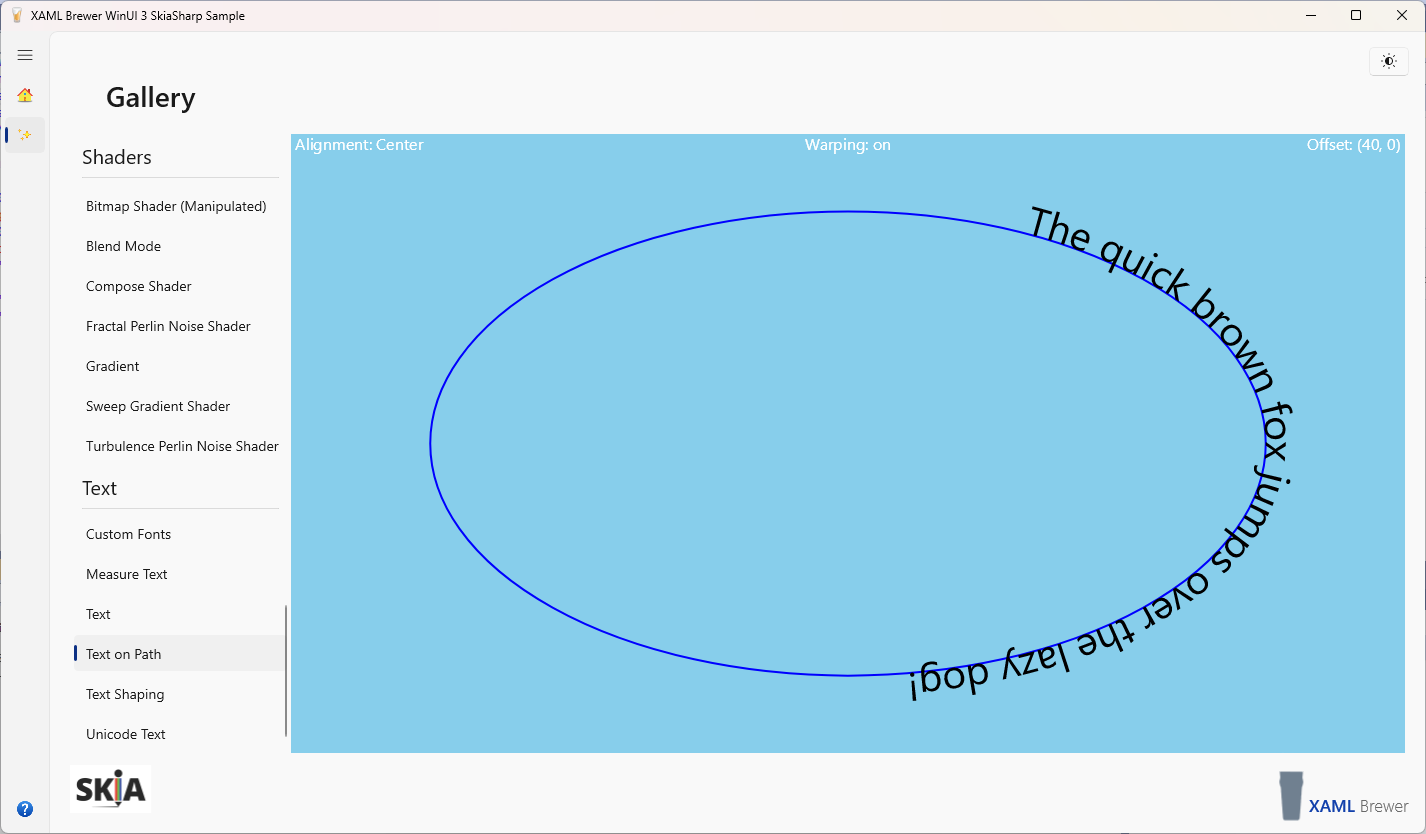 XAML Brewer WinUI 3 SkiaSharp Sample
Gallery
Shaders
Bitmap Shader (Manipulated)
Blend Mode
Compose Shader
Fractal Perlin Noise Shader
Gradient
Sweep Gradient Shader
Turbulence Perlin Noise Shader
Text
Custom Fonts
Measure Text
Text
Text on Path
Text Shaping
Unicode Text
Alignment: Center
Warping: on
Offset: (40, 0)
The quick brown fox jumps over the lazy dog!
SKiA
?
XAML Brewer